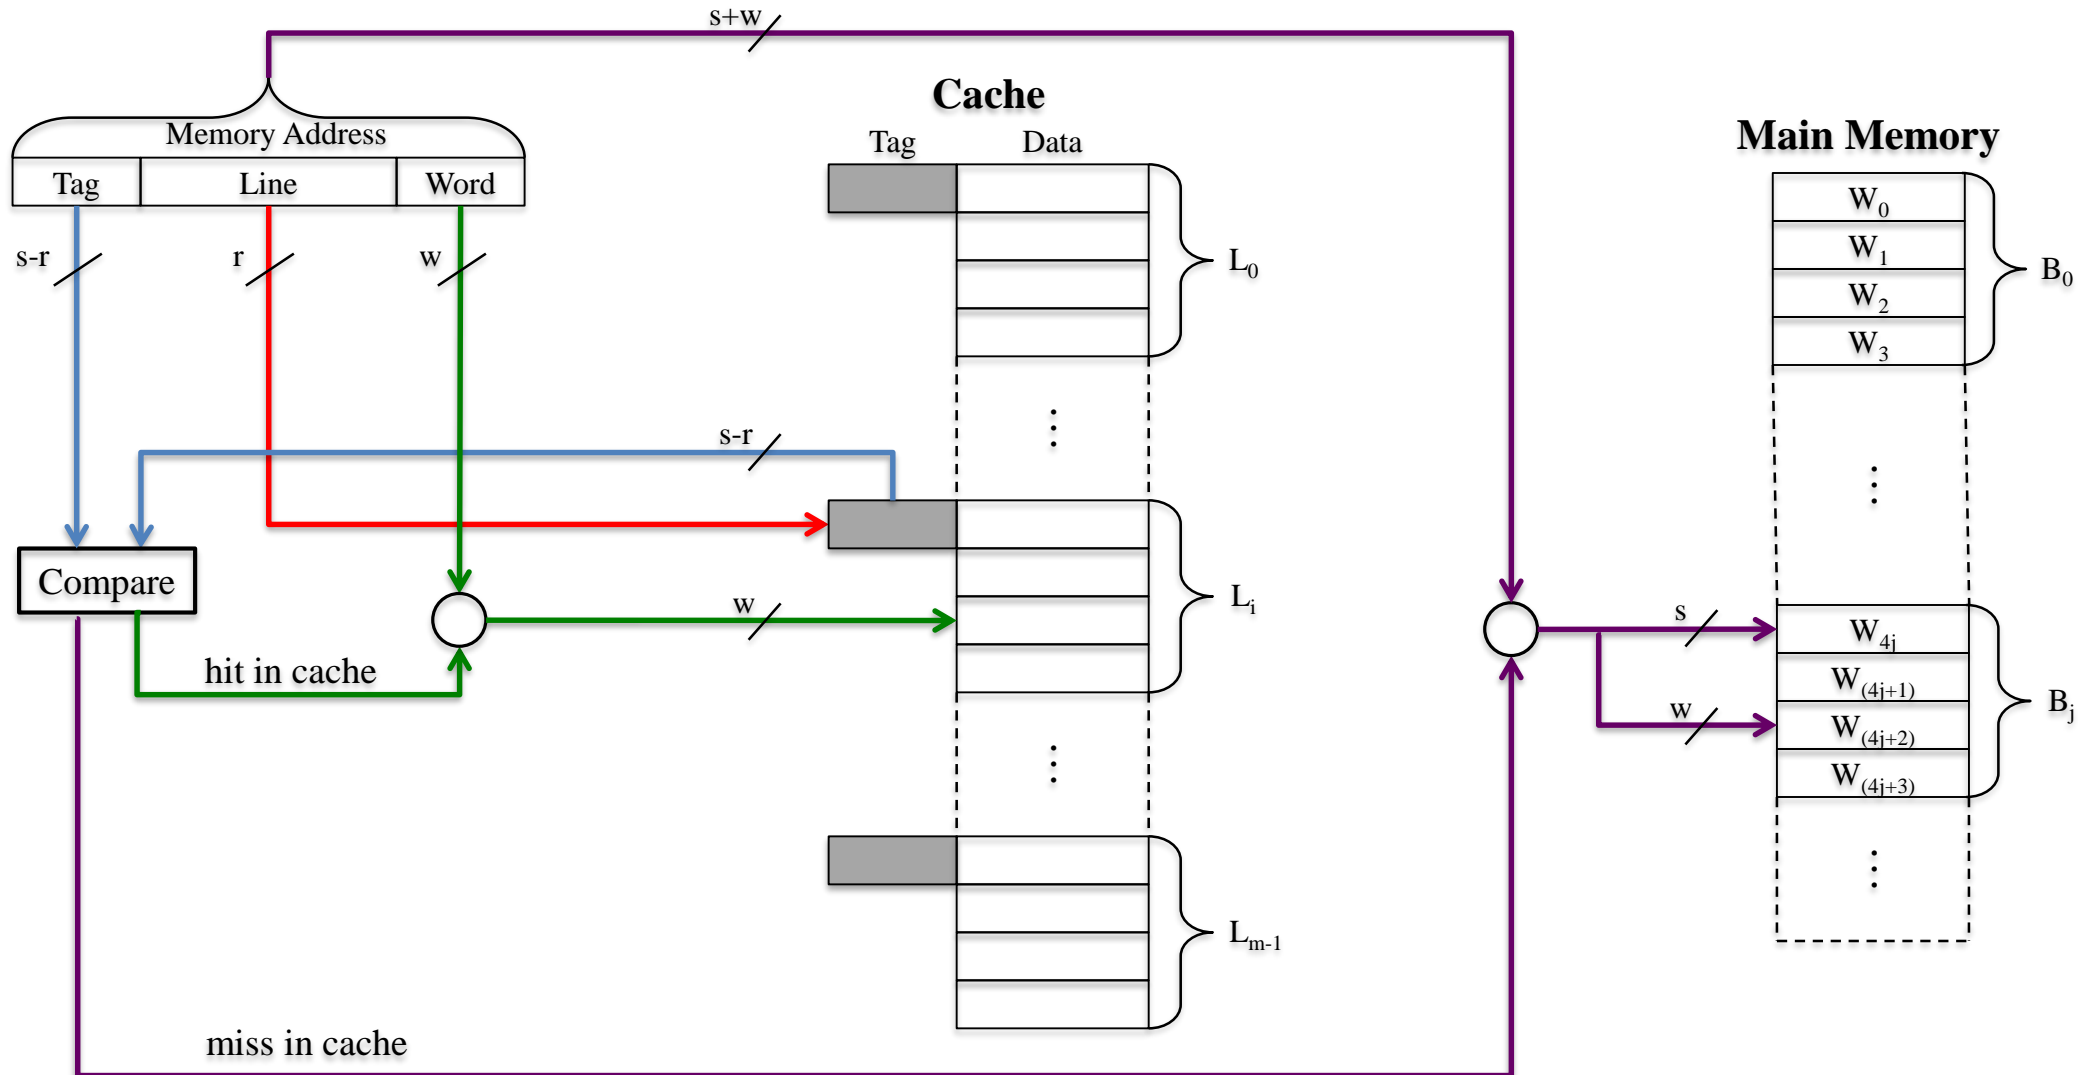 s+w
Cache
Main Memory
Memory Address
Tag Line Word
Tag Data
s-r r w
L0
W0
W1
W2
W3
B0
s-r
Compare
hit in cache
w
Li
s
w
W4j
W(4j+1)
W(4j+2)
W(4j+3)
Bj
Lm-1
miss in cache